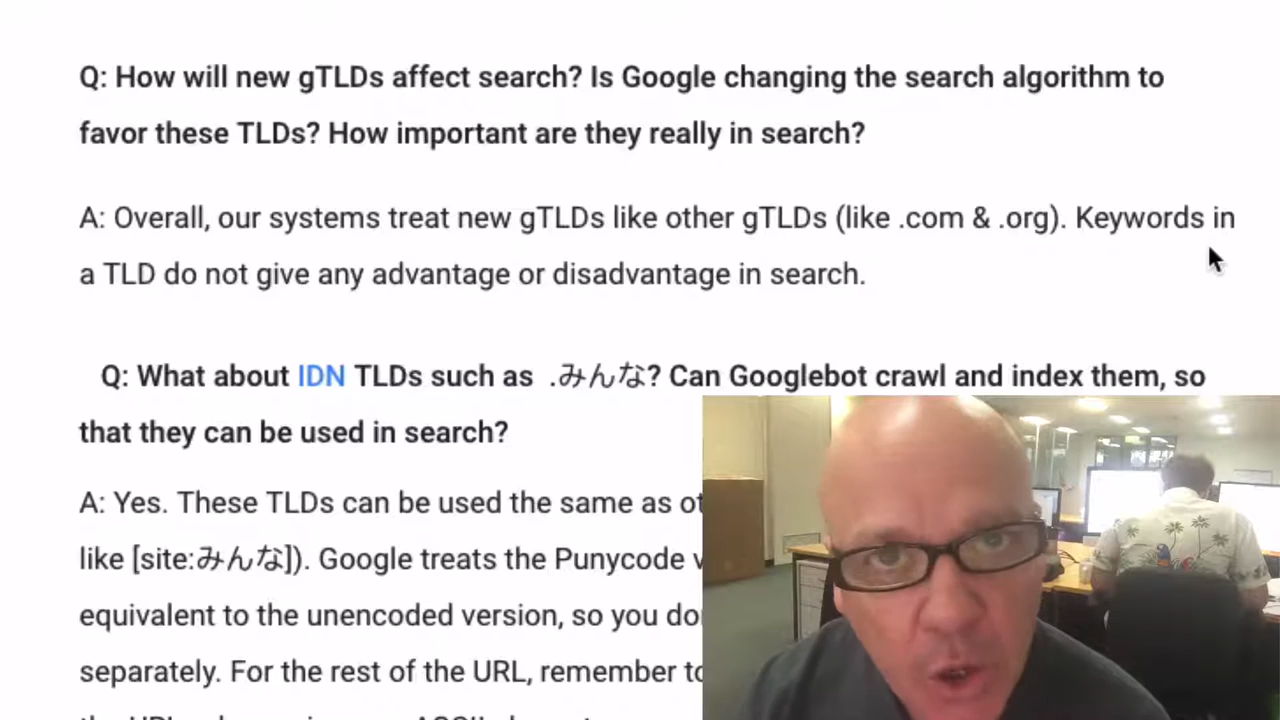 Q: How will new gTLDs affect search? Is Google changing the search algorithm to
favor these TLDs? How important are they really in search?
A: Overall, our systems treat new gTLDs like other gTLDs (like .com & .org). Keywords in
a TLD do not give any advantage or disadvantage in search.
Q: What about IDN TLDs such as .みんな? Can Googlebot crawl and index them, so
that they can be used in search?
A: Yes. These TLDs can be used the same as
like [site:みんな]). Google treats the Punycode
equivalent to the unencoded version, so you
separately. For the rest of the URL, remember